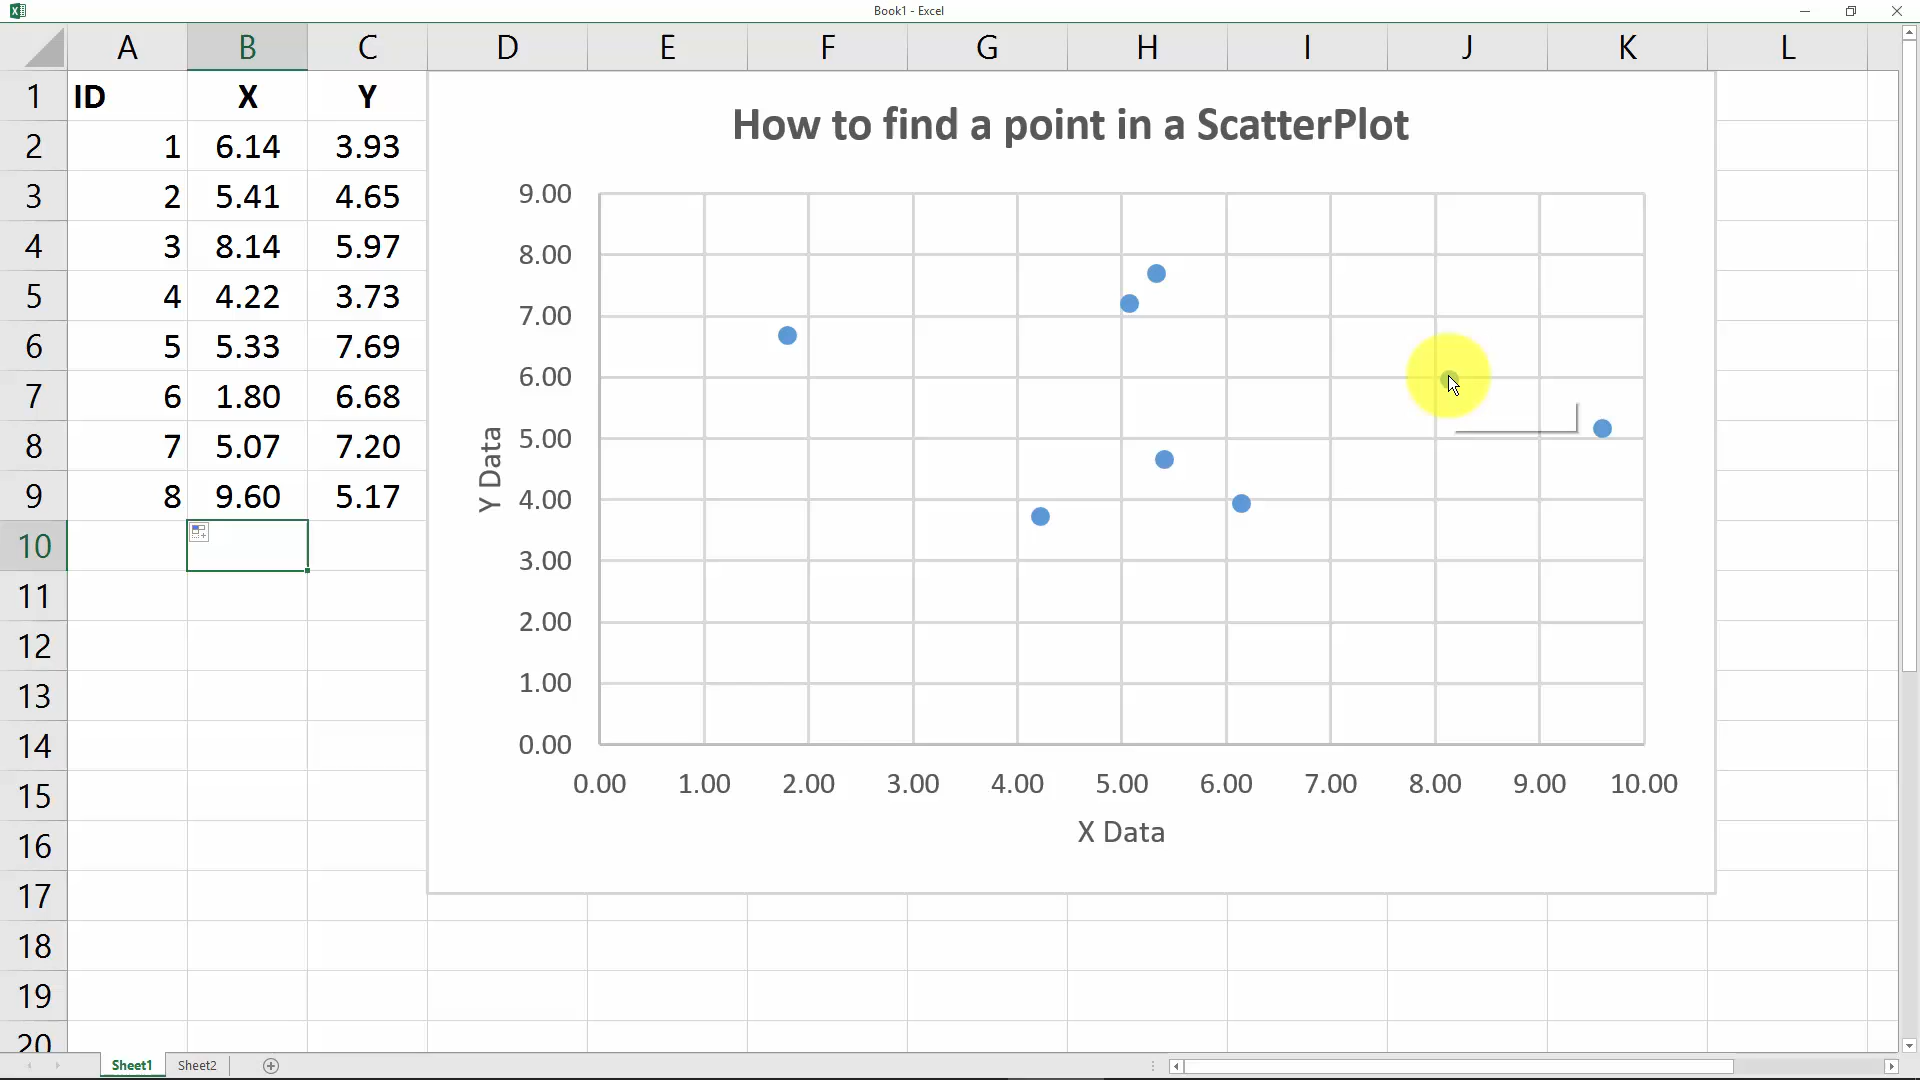 Book1 - Excel
A B C D E F G H I J K L
1 ID X Y
2 1 6.14 3.93
3 2 5.41 4.65
4 3 8.14 5.97
5 4 4.22 3.73
6 5 5.33 7.69
7 6 1.80 6.68
8 7 5.07 7.20
9 8 9.60 5.17
10
11
12
13
14
15
16
17
18
19
20
How to find a point in a ScatterPlot
9.00
8.00
7.00
6.00
5.00
4.00
3.00
2.00
1.00
0.00
Y Data
0.00 1.00 2.00 3.00 4.00 5.00 6.00 7.00 8.00 9.00 10.00
X Data
Sheet1 Sheet2